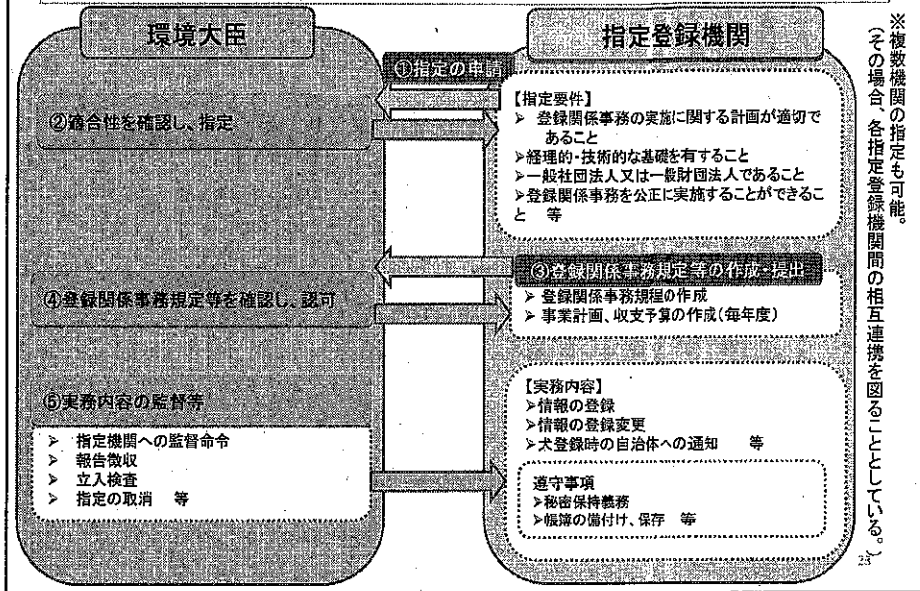 環境大臣
指定登録機関
①指定の申請
②適合性を確認し、指定
【指定要件】
➢ 登録関係事務の実施に関する計画が適切で
あること
➢経理的・技術的な基礎を有すること
➢一般社団法人又は一般財団法人であること
➢登録関係事務を公正に実施することができるこ
と 等
③登録関係事務規定等の作成・提出
④登録関係事務規定等を確認し、認可
➢ 登録関係事務規程の作成
➢ 事業計画、収支予算の作成(毎年度)
⑤実務内容の監督等
➢ 指定機関への監督命令
➢ 報告徴収
➢ 立入検査
➢ 指定の取消 等
【実務内容】
➢情報の登録
➢情報の登録変更
➢犬登録時の自治体への通知 等
遵守事項
➢秘密保持義務
➢帳簿の備付け、保存 等
※複数機関の指定も可能。
(その場合、各指定登録機関間の相互連携を図ることとしている。)
23